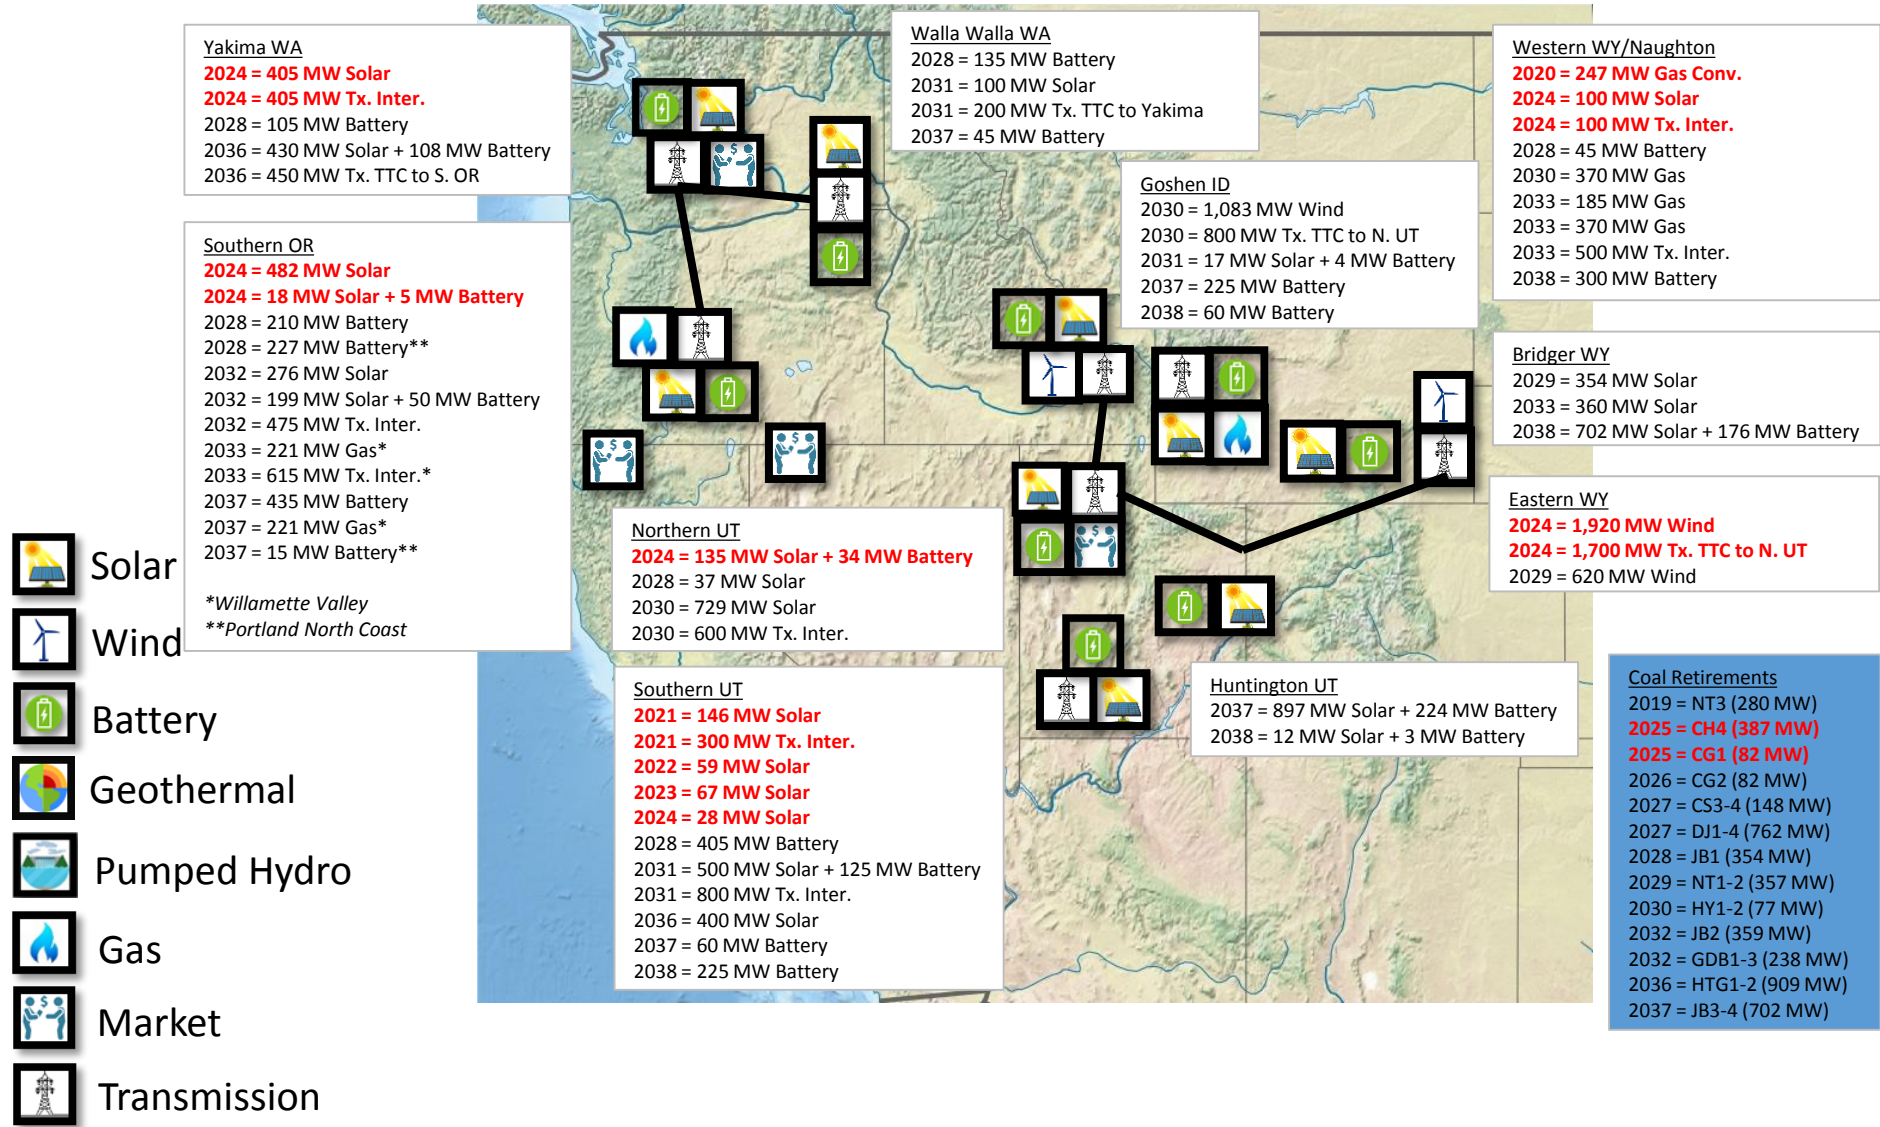 Yakima WA
2024 = 405 MW Solar
2024 = 405 MW Tx. Inter.
2028 = 105 MW Battery
2036 = 430 MW Solar + 108 MW Battery
2036 = 450 MW Tx. TTC to S. OR
Walla Walla WA
2028 = 135 MW Battery
2031 = 100 MW Solar
2031 = 200 MW Tx. TTC to Yakima
2037 = 45 MW Battery
Western WY/Naughton
2020 = 247 MW Gas Conv.
2024 = 100 MW Solar
2024 = 100 MW Tx. Inter.
2028 = 45 MW Battery
2030 = 370 MW Gas
2033 = 185 MW Gas
2033 = 370 MW Gas
2033 = 500 MW Tx. Inter.
2038 = 300 MW Battery
Goshen ID
2030 = 1,083 MW Wind
2030 = 800 MW Tx. TTC to N. UT
2031 = 17 MW Solar + 4 MW Battery
2037 = 225 MW Battery
2038 = 60 MW Battery
Southern OR
2024 = 482 MW Solar
2024 = 18 MW Solar + 5 MW Battery
2028 = 210 MW Battery
2028 = 227 MW Battery**
2032 = 276 MW Solar
2032 = 199 MW Solar + 50 MW Battery
2032 = 475 MW Tx. Inter.
2033 = 221 MW Gas*
2033 = 615 MW Tx. Inter.*
2037 = 435 MW Battery
2037 = 221 MW Gas*
2037 = 15 MW Battery**
*Willamette Valley
**Portland North Coast
Bridger WY
2029 = 354 MW Solar
2033 = 360 MW Solar
2038 = 702 MW Solar + 176 MW Battery
Eastern WY
2024 = 1,920 MW Wind
2024 = 1,700 MW Tx. TTC to N. UT
2029 = 620 MW Wind
Northern UT
2024 = 135 MW Solar + 34 MW Battery
2028 = 37 MW Solar
2030 = 729 MW Solar
2030 = 600 MW Tx. Inter.
Southern UT
2021 = 146 MW Solar
2021 = 300 MW Tx. Inter.
2022 = 59 MW Solar
2023 = 67 MW Solar
2024 = 28 MW Solar
2028 = 405 MW Battery
2031 = 500 MW Solar + 125 MW Battery
2031 = 800 MW Tx. Inter.
2036 = 400 MW Solar
2037 = 60 MW Battery
2038 = 225 MW Battery
Huntington UT
2037 = 897 MW Solar + 224 MW Battery
2038 = 12 MW Solar + 3 MW Battery
Coal Retirements
2019 = NT3 (280 MW)
2025 = CH4 (387 MW)
2025 = CG1 (82 MW)
2026 = CG2 (82 MW)
2027 = CS3-4 (148 MW)
2027 = DJ1-4 (762 MW)
2028 = JB1 (354 MW)
2029 = NT1-2 (357 MW)
2030 = HY1-2 (77 MW)
2032 = JB2 (359 MW)
2032 = GDB1-3 (238 MW)
2036 = HTG1-2 (909 MW)
2037 = JB3-4 (702 MW)
Solar
Wind
Battery
Geothermal
Pumped Hydro
Gas
Market
Transmission